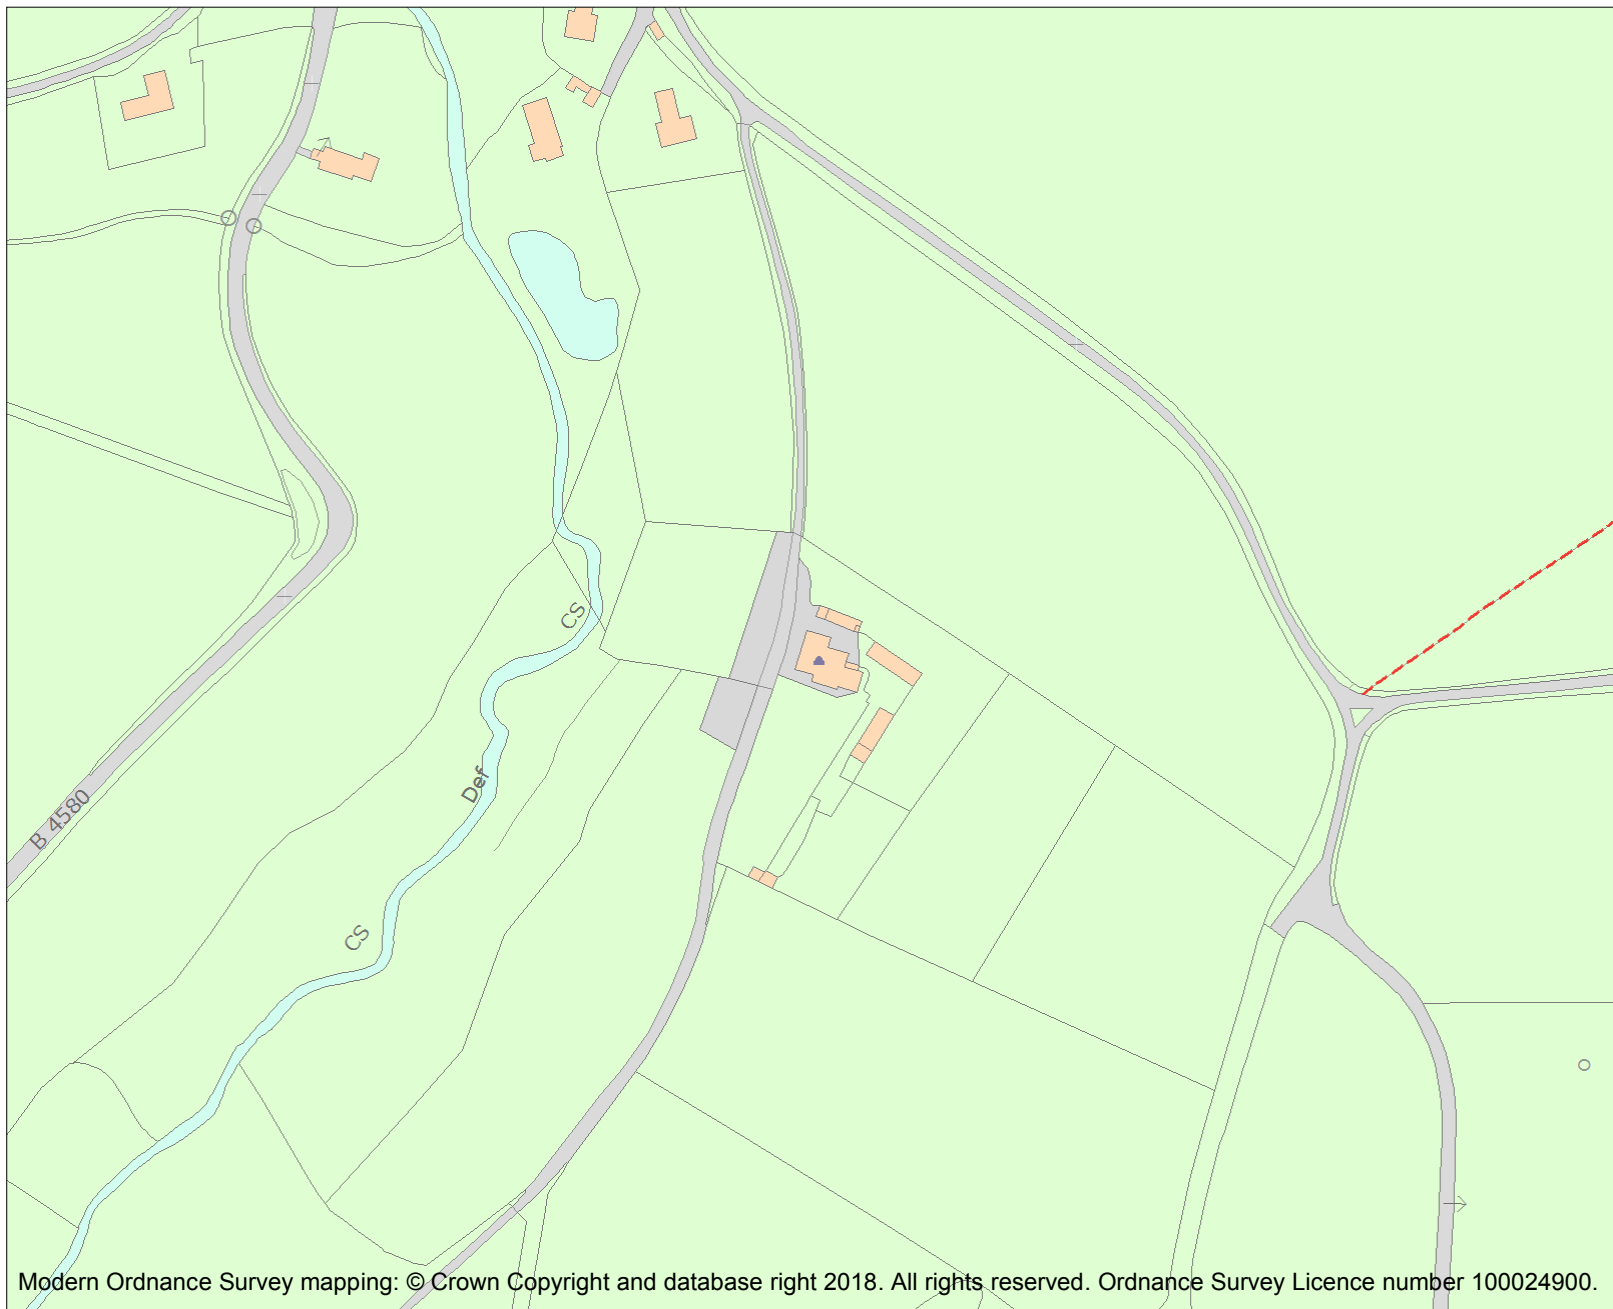 CS
Def
B 4580
CS
Modern Ordnance Survey mapping: © Crown Copyright and database right 2018. All rights reserved. Ordnance Survey Licence number 100024900.